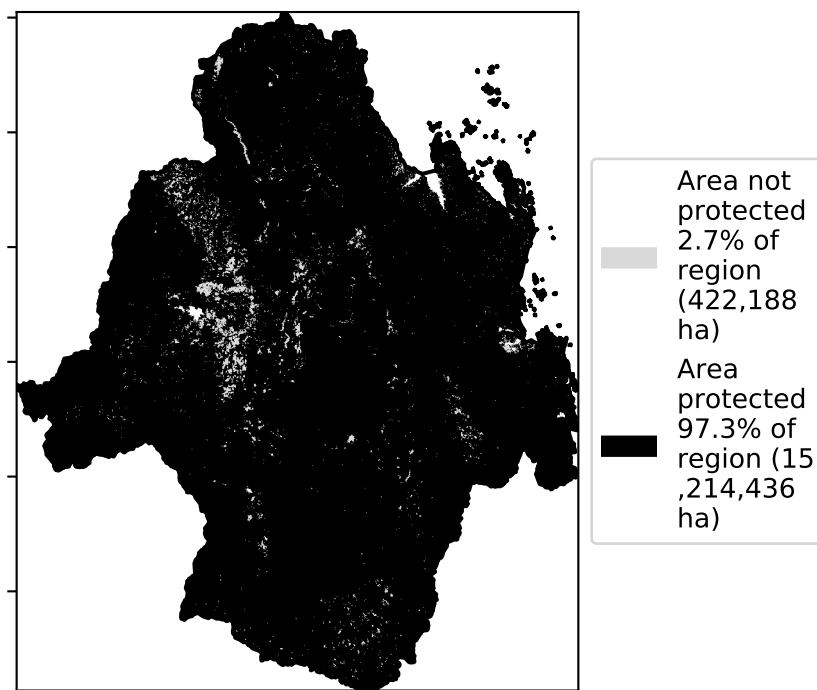 Area not
protected
2.7% of
region
(422,188
ha)
Area
protected
97.3% of
region (15
,214,436
ha)